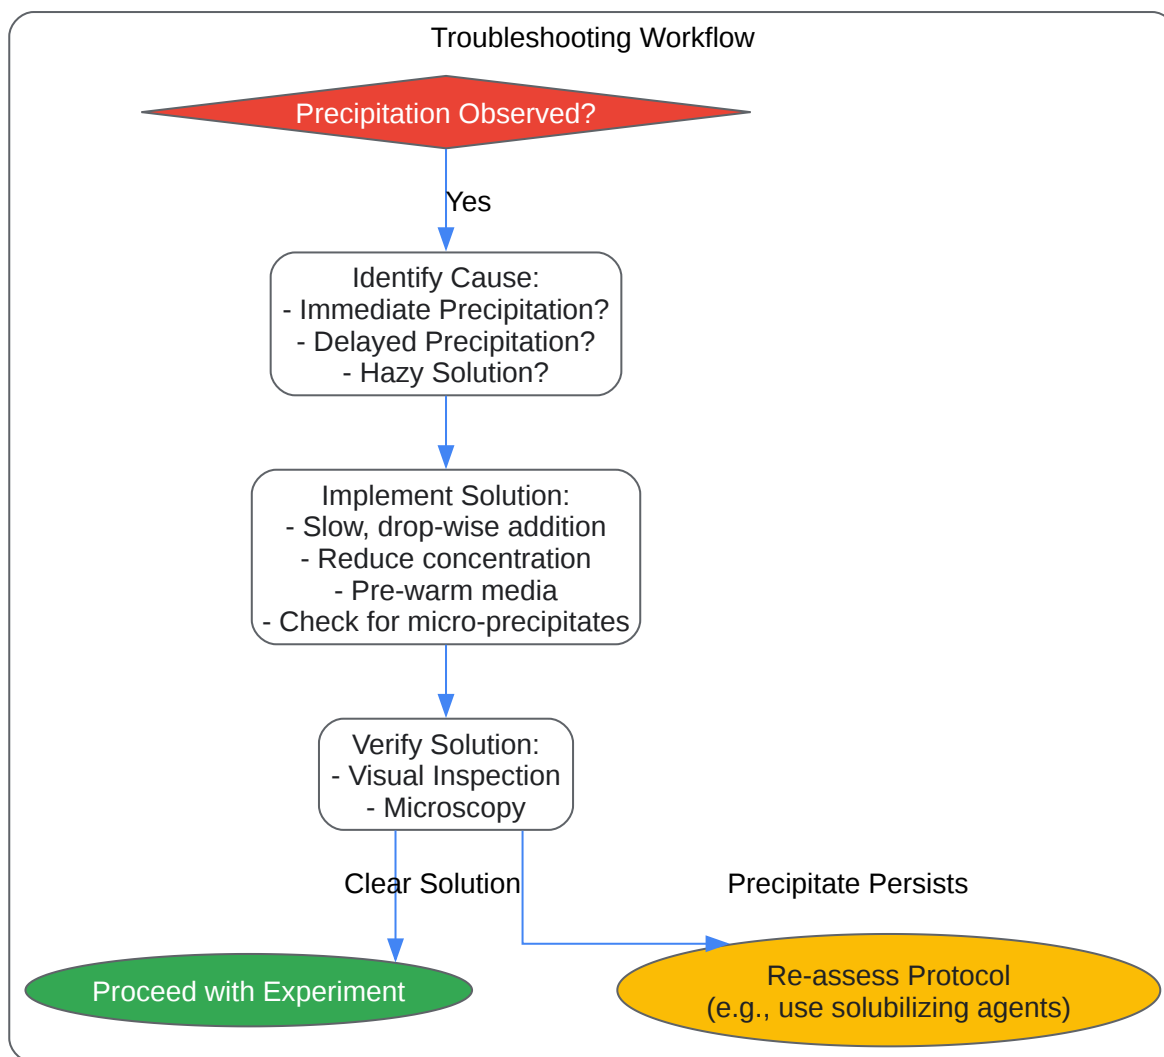 Troubleshooting Workflow
Precipitation Observed?
Yes
Identify Cause:
- Immediate Precipitation?
- Delayed Precipitation?
- Hazy Solution?
Implement Solution:
- Slow, drop-wise addition
- Reduce concentration
- Pre-warm media
- Check for micro-precipitates
Verify Solution:
- Visual Inspection
- Microscopy
Clear Solution
Precipitate Persists
Proceed with Experiment
Re-assess Protocol
(e.g., use solubilizing agents)